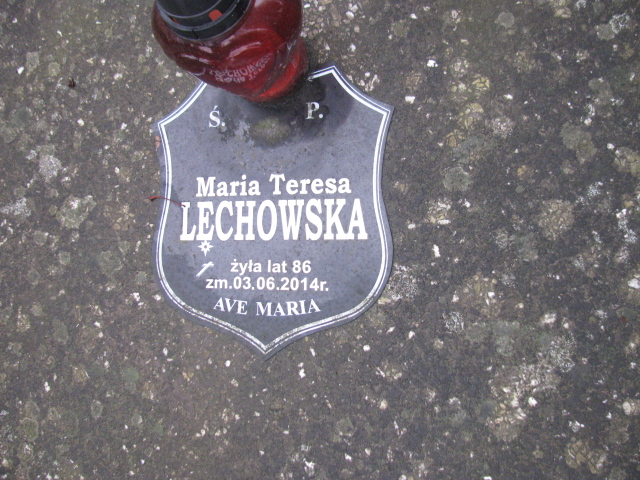 Ś. P.
Maria Teresa
LECHOWSKA
żyła lat 86
zm.03.06.2014r.
AVE MARIA